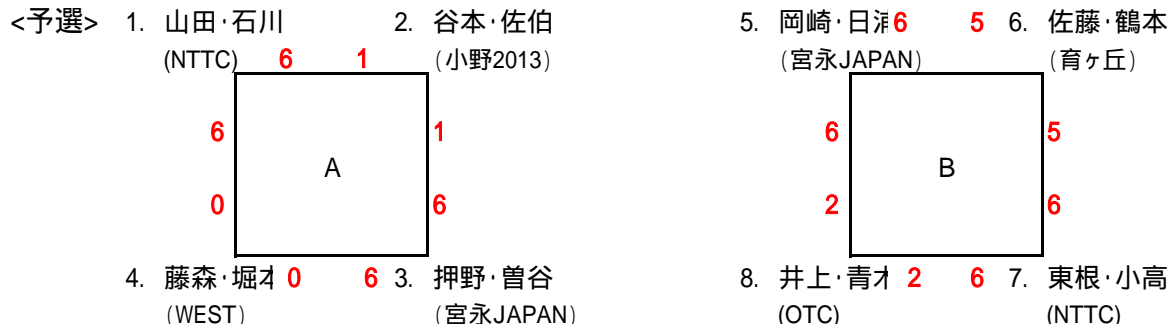 <予選> 1. 山田・石川 2. 谷本・佐伯 5. 岡崎・日浦 6 5 6. 佐藤・鶴本
(NTTC) 6 1 (小野2013) (宮永JAPAN) (育ヶ丘)
6 1 6 5
A B
0 6 2 6
4. 藤森・堀本 0 6 3. 押野・曽谷 8. 井上・青木 2 6 7. 東根・小高
(WEST) (宮永JAPAN) (OTC) (NTTC)